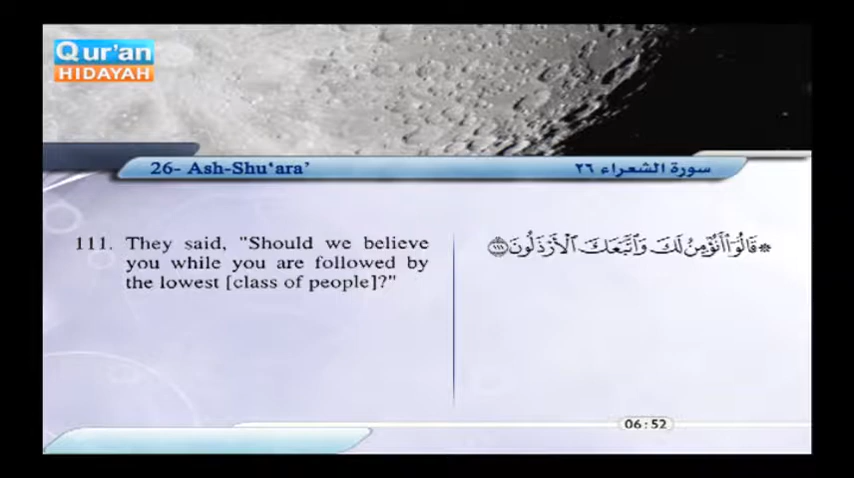 Qur'an
HIDAYAH
26- Ash-Shu‘ara’
سورة الشعراء ٢٦
111. They said, "Should we believe
you while you are followed by
the lowest [class of people]?"
۞ قَالُوٓا۟ أَنُؤْمِنُ لَكَ وَٱتَّبَعَكَ ٱلْأَرْذَلُونَ ١١١
06:52